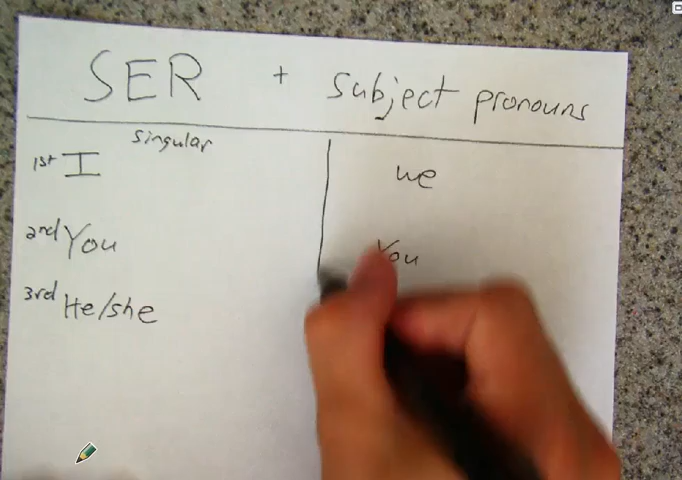 SER + subject pronouns
singular
1st I
we
2nd You
You
3rd He/she